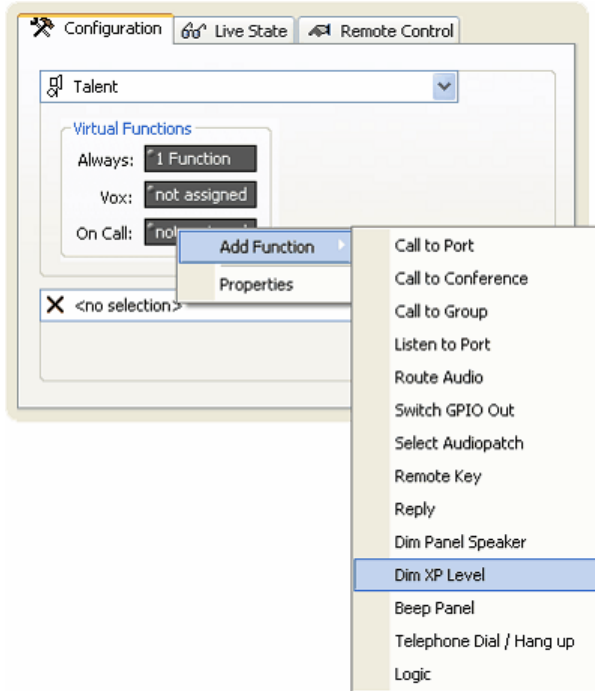 Configuration Live State Remote Control
Talent
Virtual Functions
Always: 1 Function
Vox: not assigned
On Call:
Add Function
Properties
<no selection>
Call to Port
Call to Conference
Call to Group
Listen to Port
Route Audio
Switch GPIO Out
Select Audiopatch
Remote Key
Reply
Dim Panel Speaker
Dim XP Level
Beep Panel
Telephone Dial / Hang up
Logic